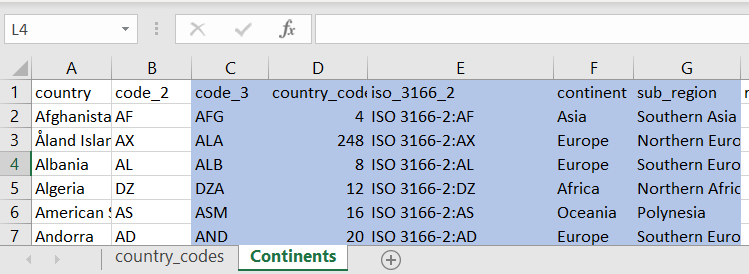 L4 fx
A B C D E F G
1 country code_2 code_3 country_code iso_3166_2 continent sub_region
2 Afghanista AF AFG 4 ISO 3166-2:AF Asia Southern Asia
3 Åland Islar AX ALA 248 ISO 3166-2:AX Europe Northern Euro
4 Albania AL ALB 8 ISO 3166-2:AL Europe Southern Euro
5 Algeria DZ DZA 12 ISO 3166-2:DZ Africa Northern Afric
6 American S AS ASM 16 ISO 3166-2:AS Oceania Polynesia
7 Andorra AD AND 20 ISO 3166-2:AD Europe Southern Euro
country_codes Continents